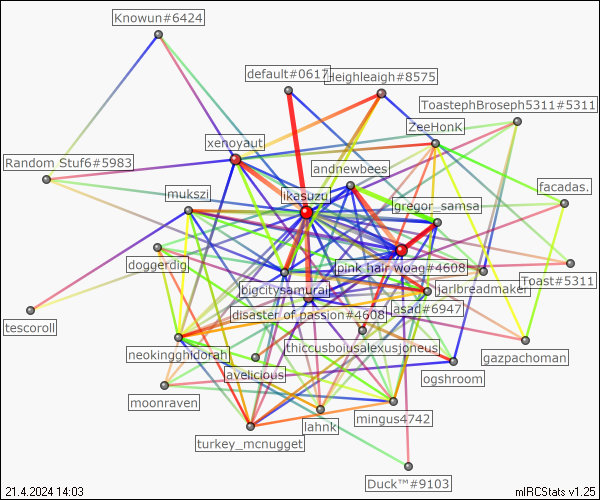 Knowun#6424
default#0617
Heighleigh#8575
ToastephBroseph5311#5311
ZeeHonK
xenoyaut
Random Stuf6#5983
andnewbees
mukszi
ikasuzu
facadas.
gregor_samsa
doggerdig
pink hair woag#4608
Toast#5311
bigcitysamurai
jarlbreadmaker
disaster of passion#4608
asad#6947
tescoroll
thiccusboiusalexusjoneus
neokingghidorah
gazpachoman
avelicious
ogshroom
moonraven
lahnk
mingus4742
turkey_mcnugget
Duck™#9103
21.4.2024 14:03
mIRCStats v1.25